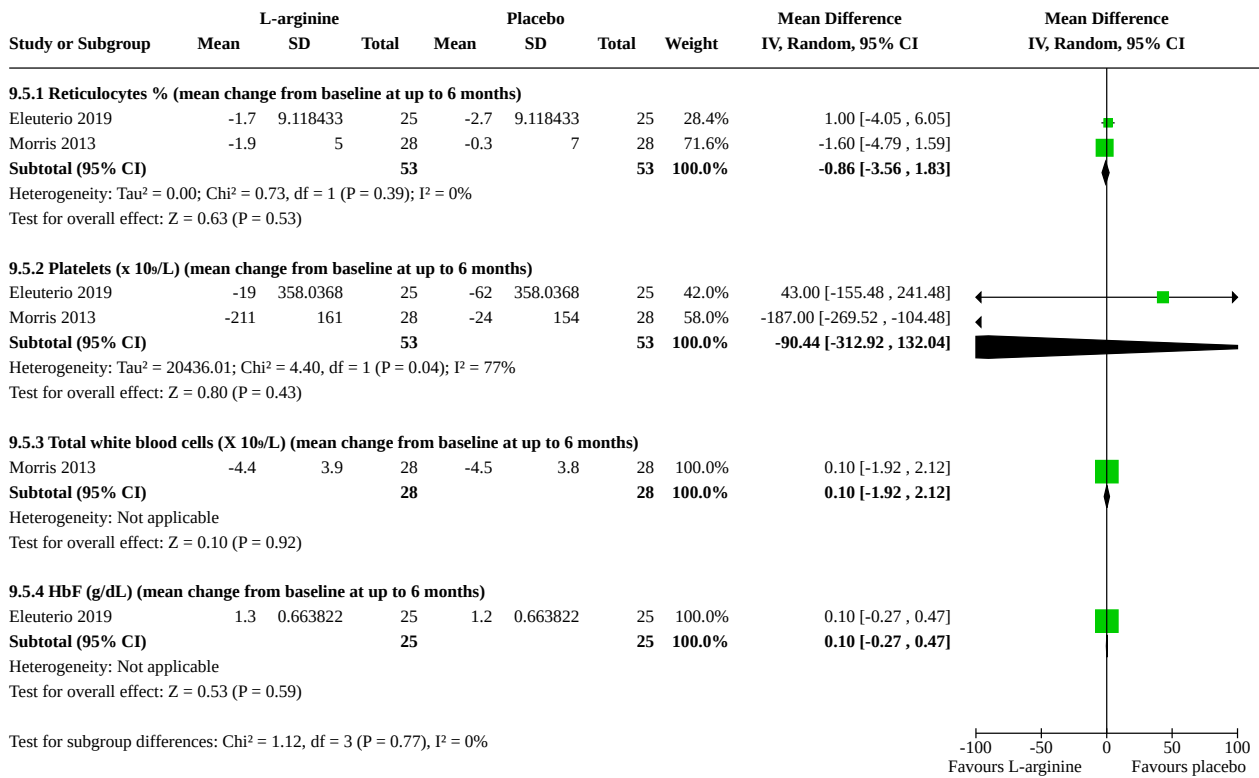 L-arginine Placebo Mean Difference Mean Difference
Study or Subgroup Mean SD Total Mean SD Total Weight IV, Random, 95% CI IV, Random, 95% CI
9.5.1 Reticulocytes % (mean change from baseline at up to 6 months)
Eleuterio 2019 -1.7 9.118433 25 -2.7 9.118433 25 28.4% 1.00 [-4.05 , 6.05]
Morris 2013 -1.9 5 28 -0.3 7 28 71.6% -1.60 [-4.79 , 1.59]
Subtotal (95% CI) 53 53 100.0% -0.86 [-3.56 , 1.83]
Heterogeneity: Tau² = 0.00; Chi² = 0.73, df = 1 (P = 0.39); I² = 0%
Test for overall effect: Z = 0.63 (P = 0.53)
9.5.2 Platelets (x 10₉/L) (mean change from baseline at up to 6 months)
Eleuterio 2019 -19 358.0368 25 -62 358.0368 25 42.0% 43.00 [-155.48 , 241.48]
Morris 2013 -211 161 28 -24 154 28 58.0% -187.00 [-269.52 , -104.48]
Subtotal (95% CI) 53 53 100.0% -90.44 [-312.92 , 132.04]
Heterogeneity: Tau² = 20436.01; Chi² = 4.40, df = 1 (P = 0.04); I² = 77%
Test for overall effect: Z = 0.80 (P = 0.43)
9.5.3 Total white blood cells (X 10₉/L) (mean change from baseline at up to 6 months)
Morris 2013 -4.4 3.9 28 -4.5 3.8 28 100.0% 0.10 [-1.92 , 2.12]
Subtotal (95% CI) 28 28 100.0% 0.10 [-1.92 , 2.12]
Heterogeneity: Not applicable
Test for overall effect: Z = 0.10 (P = 0.92)
9.5.4 HbF (g/dL) (mean change from baseline at up to 6 months)
Eleuterio 2019 1.3 0.663822 25 1.2 0.663822 25 100.0% 0.10 [-0.27 , 0.47]
Subtotal (95% CI) 25 25 100.0% 0.10 [-0.27 , 0.47]
Heterogeneity: Not applicable
Test for overall effect: Z = 0.53 (P = 0.59)
Test for subgroup differences: Chi² = 1.12, df = 3 (P = 0.77), I² = 0%
-100 -50 0 50 100
Favours L-arginine Favours placebo